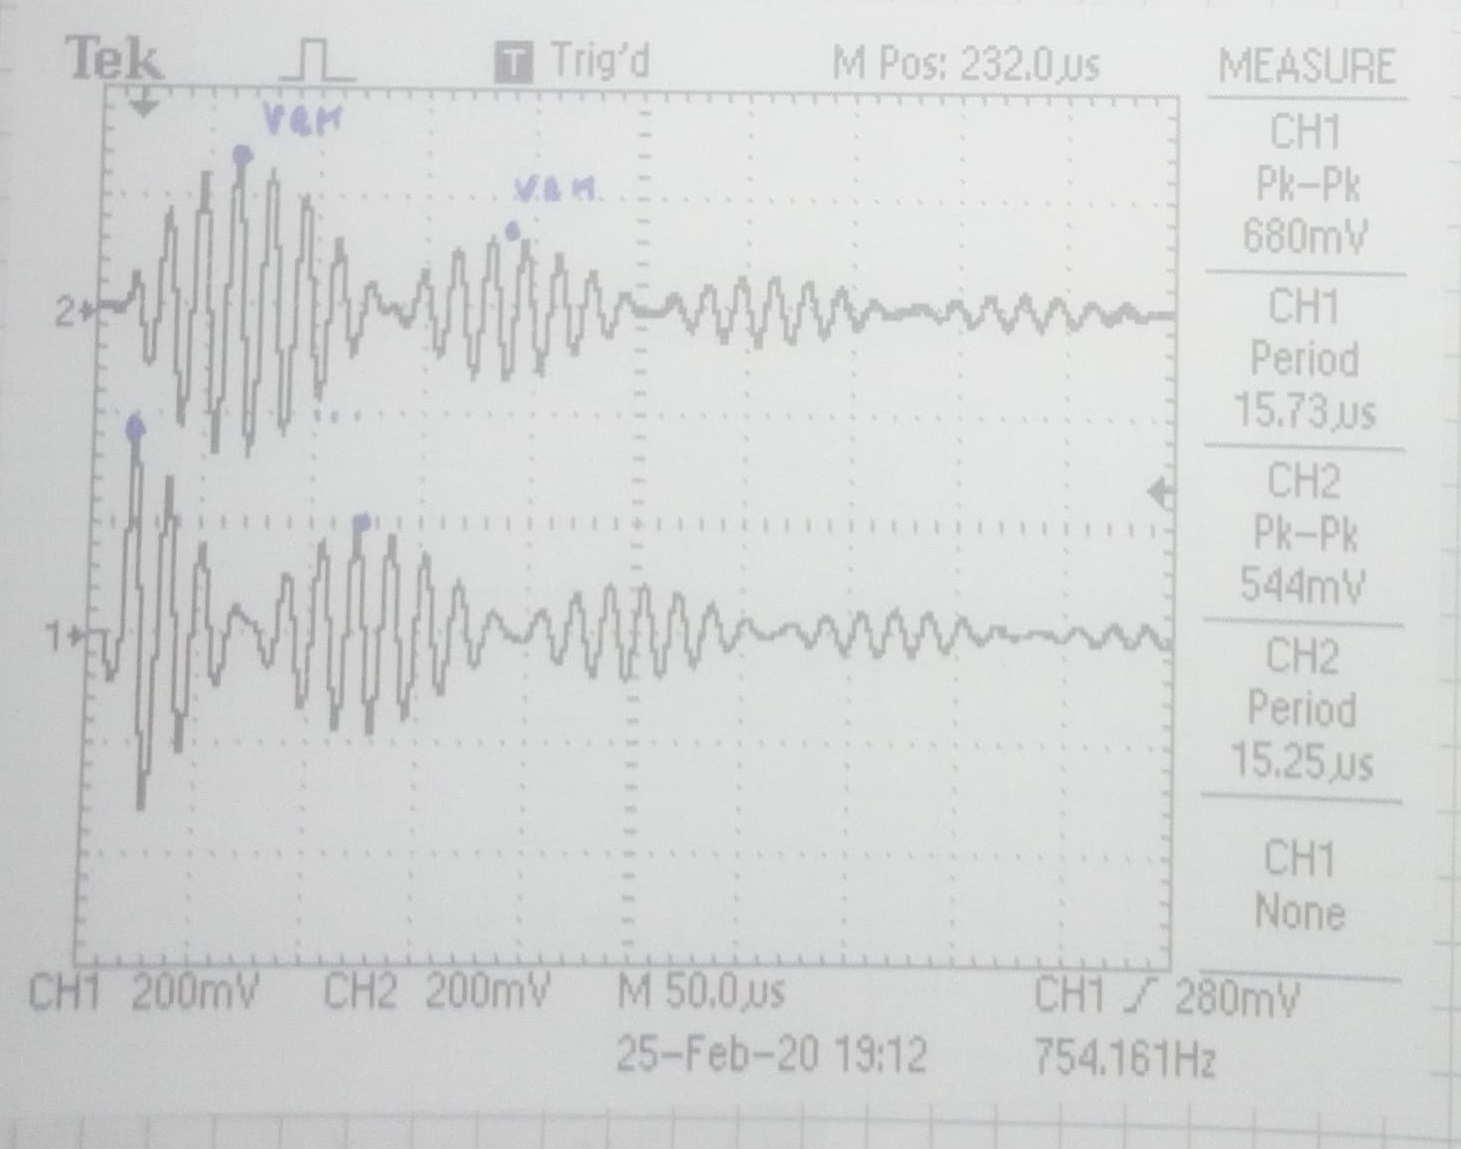 Tek Trig'd M Pos: 232.0µs MEASURE
CH1
Pk-Pk
680mV
CH1
Period
15.73µs
CH2
Pk-Pk
544mV
CH2
Period
15.25µs
CH1
None
2
1
CH1 200mV CH2 200mV M 50.0µs CH1 280mV
25-Feb-20 19:12 754.161Hz